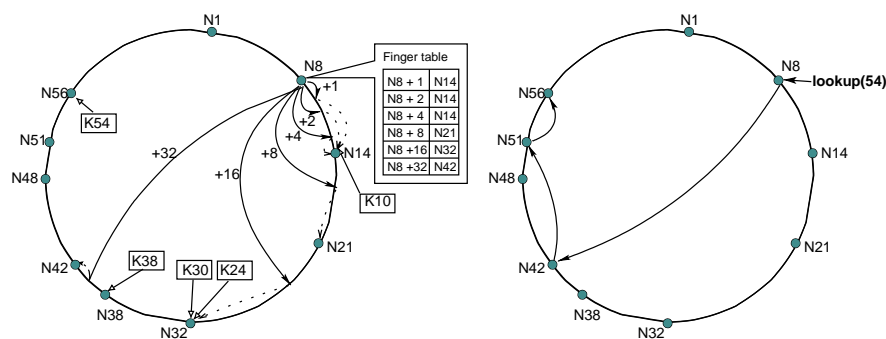 N1
N8
Finger table
N8 + 1 N14
N8 + 2 N14
N8 + 4 N14
N8 + 8 N21
N8 +16 N32
N8 +32 N42
+1
+2
+4
+8
+16
+32
N56
K54
N51
N48
N14
K10
N21
N42
K38
K30
K24
N38
N32
N1
N8
lookup(54)
N56
N51
N14
N48
N21
N42
N38
N32